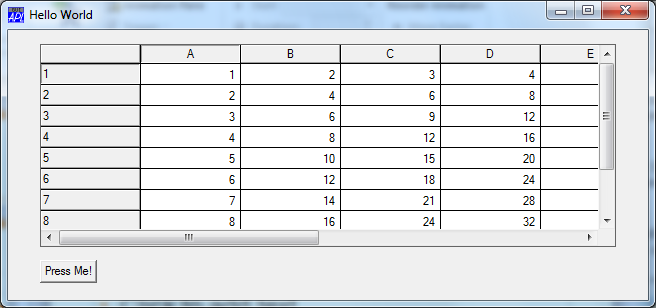 APL Hello World
A B C D E
1 1 2 3 4
2 2 4 6 8
3 3 6 9 12
4 4 8 12 16
5 5 10 15 20
6 6 12 18 24
7 7 14 21 28
8 8 16 24 32
Press Me!